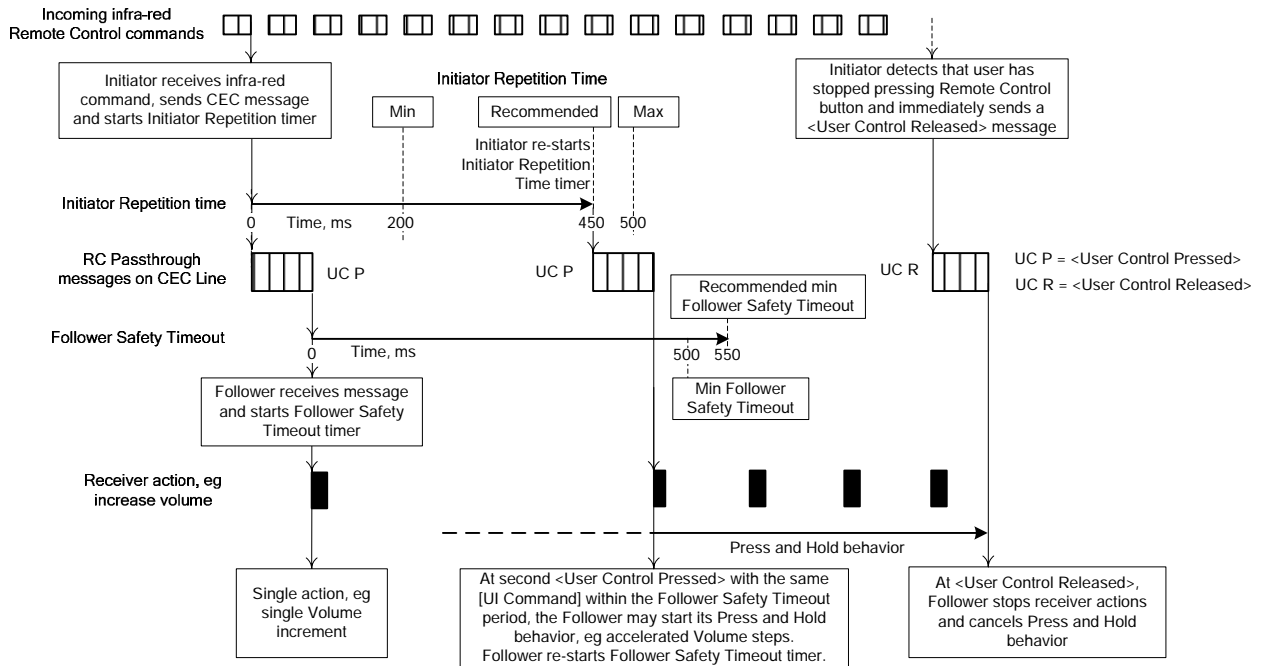 Incoming infra-red
Remote Control commands
Initiator receives infra-red
command, sends CEC message
and starts Initiator Repetition timer
Initiator Repetition Time
Min
Recommended
Max
Initiator re-starts
Initiator Repetition
Time timer
Initiator detects that user has
stopped pressing Remote Control
button and immediately sends a
<User Control Released> message
Initiator Repetition time
0
Time, ms
200
450
500
RC Passthrough
messages on CEC Line
UC P
UC P
UC R
UC P = <User Control Pressed>
UC R = <User Control Released>
Recommended min
Follower Safety Timeout
Follower Safety Timeout
0
Time, ms
500
550
Min Follower
Safety Timeout
Follower receives message
and starts Follower Safety
Timeout timer
Receiver action, eg
increase volume
Press and Hold behavior
Single action, eg
single Volume
increment
At second <User Control Pressed> with the same
[UI Command] within the Follower Safety Timeout
period, the Follower may start its Press and Hold
behavior, eg accelerated Volume steps.
Follower re-starts Follower Safety Timeout timer.
At <User Control Released>,
Follower stops receiver actions
and cancels Press and Hold
behavior